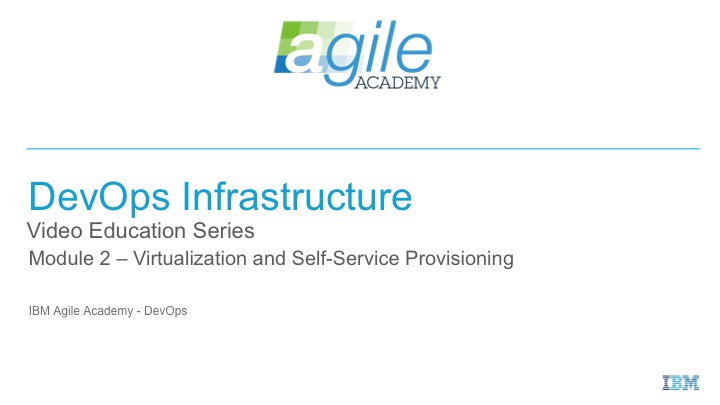 agile
ACADEMY
DevOps Infrastructure
Video Education Series
Module 2 – Virtualization and Self-Service Provisioning
IBM Agile Academy - DevOps
IBM